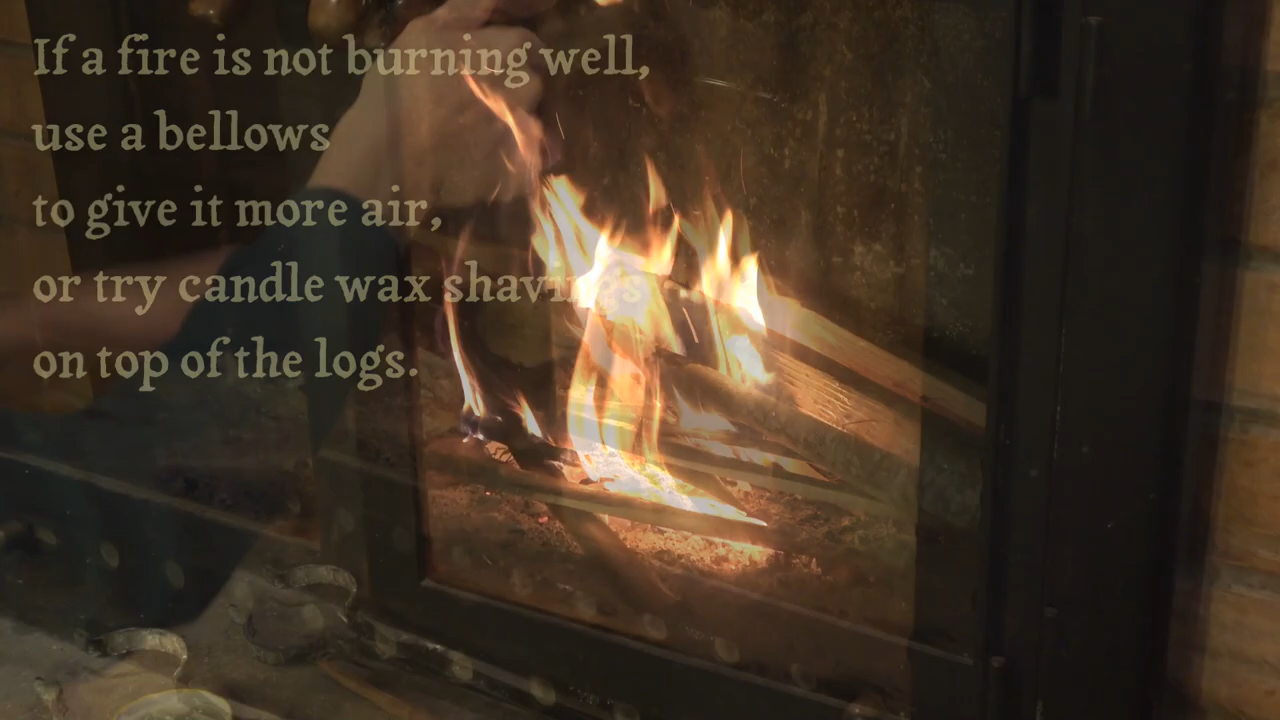 If a fire is not burning well,
use a bellows
to give it more air,
or try candle wax shavings
on top of the logs.